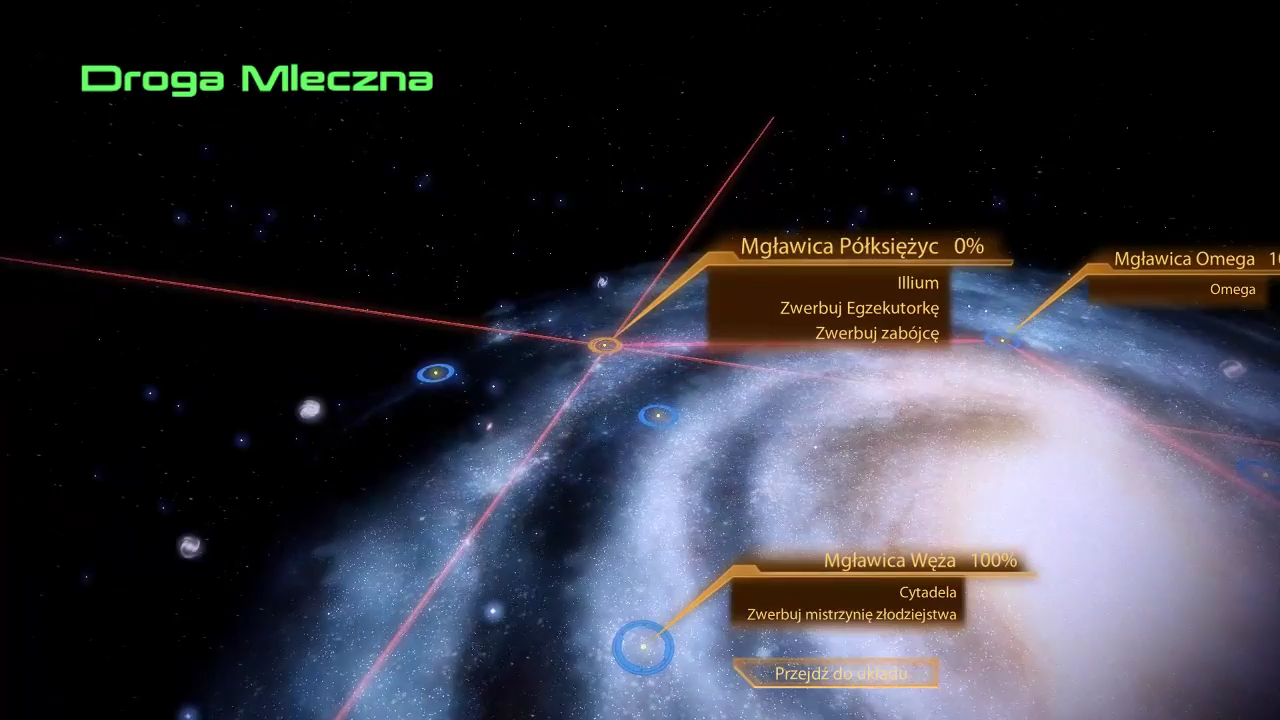 Droga Mleczna
Mgławica Półksiężyc 0%
Illium
Zwerbuj Egzekutorkę
Zwerbuj zabójcę
Mgławica Omega
Omega
Mgławica Węża 100%
Cytadela
Zwerbuj mistrzynię złodziejstwa
Przejdź do układu